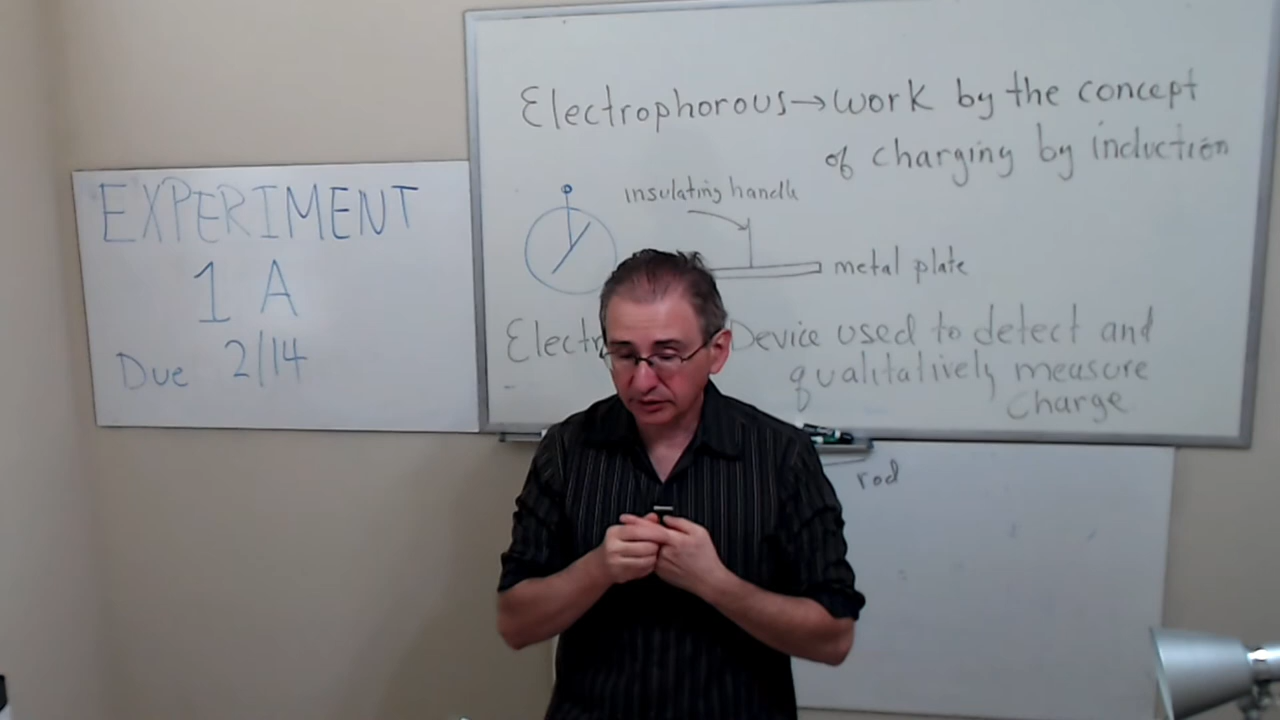 EXPERIMENT
1 A
Due 2/14
Electrophorous → work by the concept
of charging by induction
insulating handle
metal plate
Device used to detect and
qualitatively measure
Charge
rod